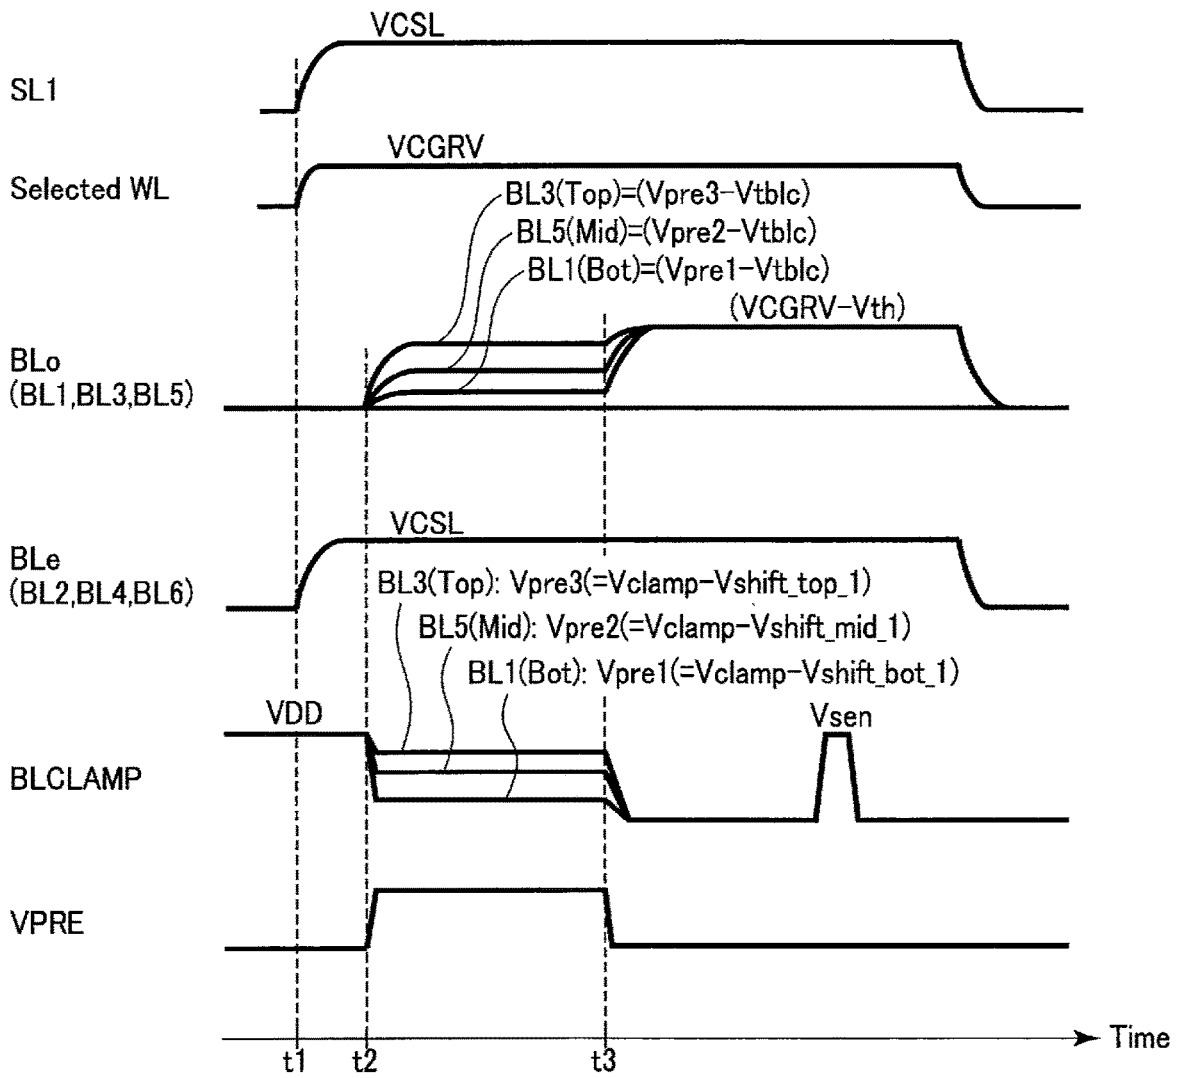 VCSL
SL1
VCGRV
Selected WL
BL3(Top)=(Vpre3-Vtblc)
BL5(Mid)=(Vpre2-Vtblc)
BL1(Bot)=(Vpre1-Vtblc)
(VCGRV-Vth)
BLo
(BL1,BL3,BL5)
VCSL
BLe
(BL2,BL4,BL6)
BL3(Top): Vpre3(=Vclamp-Vshift_top_1)
BL5(Mid): Vpre2(=Vclamp-Vshift_mid_1)
BL1(Bot): Vpre1(=Vclamp-Vshift_bot_1)
VDD
Vsen
BLCLAMP
VPRE
Time
t1
t2
t3